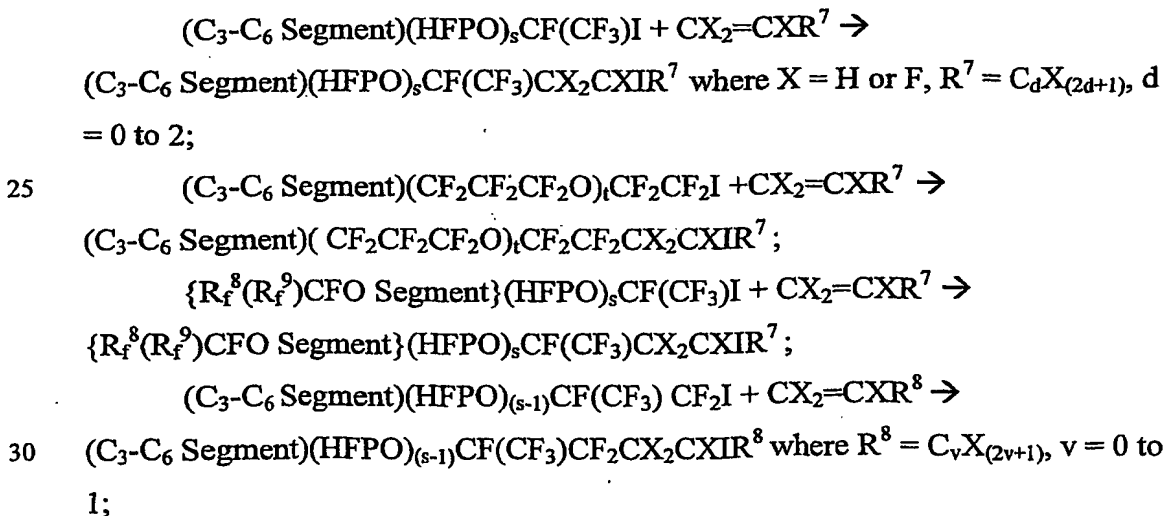 (C₃-C₆ Segment)(HFPO)ₛCF(CF₃)I + CX₂=CXR⁷ →
(C₃-C₆ Segment)(HFPO)ₛCF(CF₃)CX₂CXIR⁷ where X = H or F, R⁷ = C_dX_(2d+1), d
= 0 to 2;
25 (C₃-C₆ Segment)(CF₂CF₂CF₂O)ₜCF₂CF₂I +CX₂=CXR⁷ →
(C₃-C₆ Segment)( CF₂CF₂CF₂O)ₜCF₂CF₂CX₂CXIR⁷ ;
{R_f⁸(R_f⁹)CFO Segment}(HFPO)ₛCF(CF₃)I + CX₂=CXR⁷ →
{R_f⁸(R_f⁹)CFO Segment}(HFPO)ₛCF(CF₃)CX₂CXIR⁷ ;
(C₃-C₆ Segment)(HFPO)₍ₛ₋₁₎CF(CF₃) CF₂I + CX₂=CXR⁸ →
30 (C₃-C₆ Segment)(HFPO)₍ₛ₋₁₎CF(CF₃)CF₂CX₂CXIR⁸ where R⁸ = CᵥX_(2v+1), v = 0 to
1;